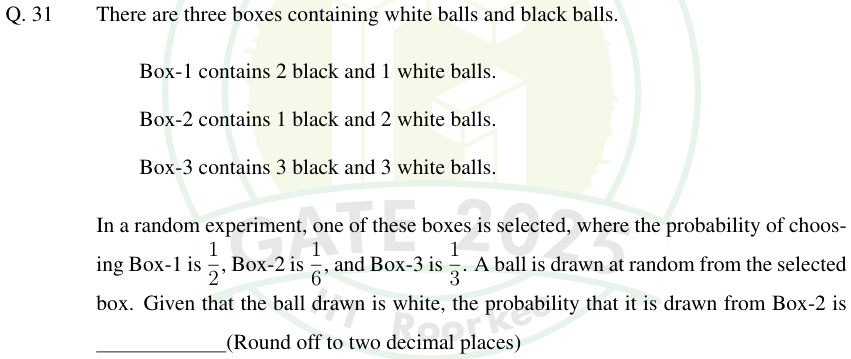 Q. 31 There are three boxes containing white balls and black balls.
Box-1 contains 2 black and 1 white balls.
Box-2 contains 1 black and 2 white balls.
Box-3 contains 3 black and 3 white balls.
In a random experiment, one of these boxes is selected, where the probability of choos-
ing Box-1 is 1/2, Box-2 is 1/6, and Box-3 is 1/3. A ball is drawn at random from the selected
box. Given that the ball drawn is white, the probability that it is drawn from Box-2 is
____________(Round off to two decimal places)
GATE 2025
IIT Roorkee